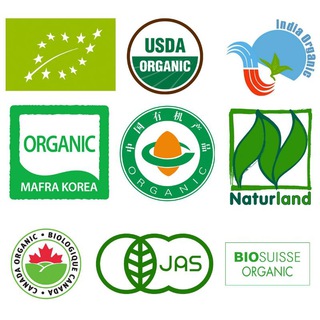 USDA
ORGANIC
India Organic
ORGANIC
MAFRA KOREA
中国有机产品
ORGANIC
Naturland
CANADA ORGANIC • BIOLOGIQUE CANADA •
JAS
BIOSUISSE
ORGANIC